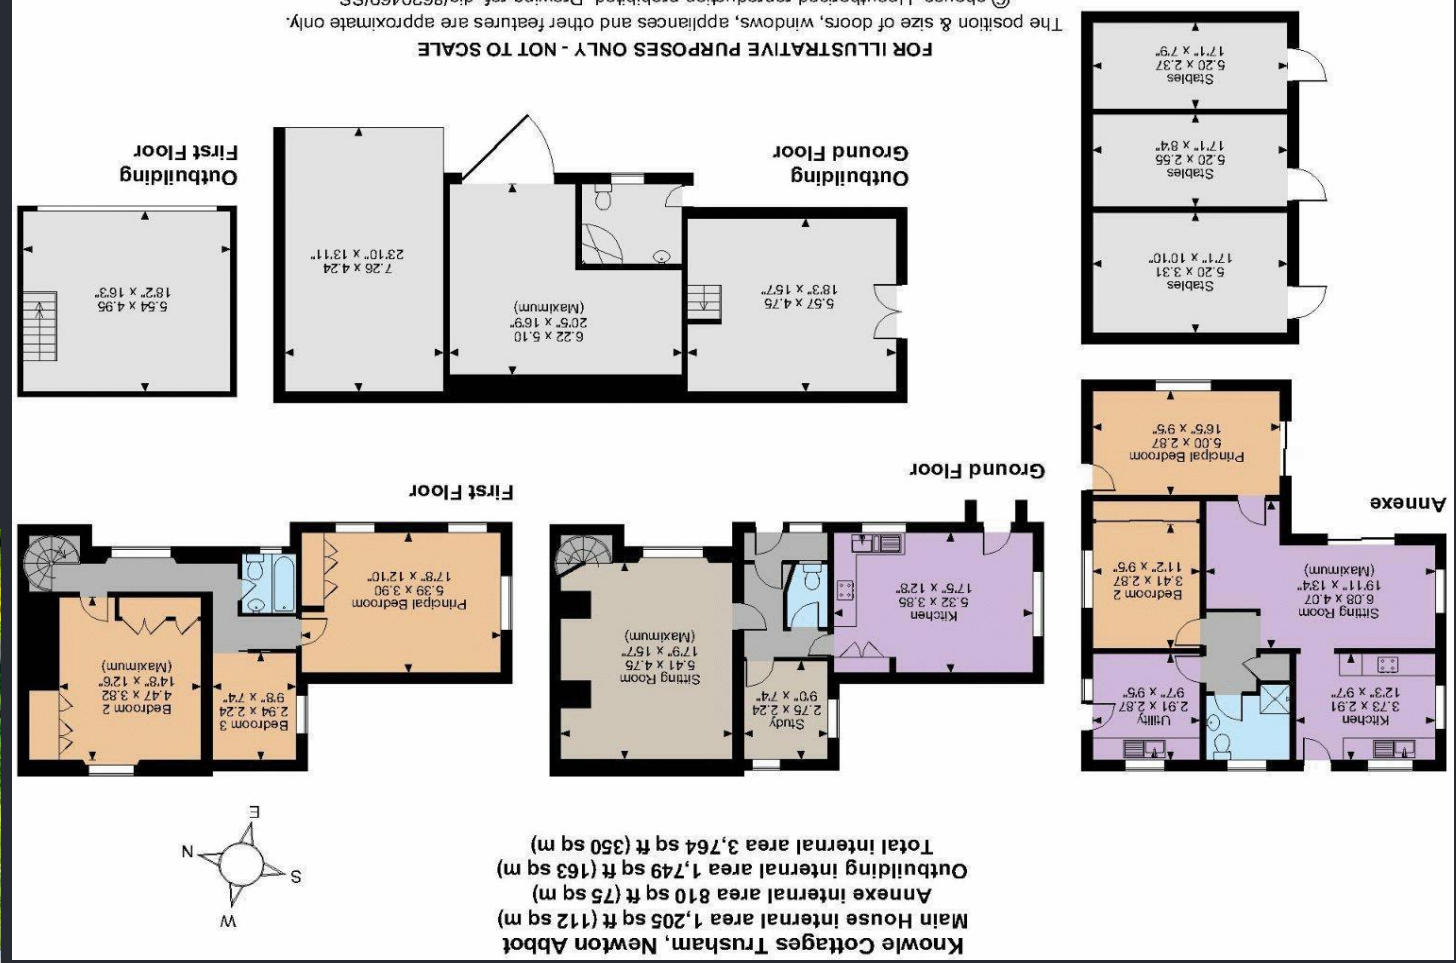 Knowle Cottages Trusham, Newton Abbot
Main House internal area 1,205 sq ft (112 sq m)
Annexe internal area 810 sq ft (75 sq m)
Outbuilding internal area 1,749 sq ft (163 sq m)
Total internal area 3,764 sq ft (350 sq m)
W
S
N
E
Kitchen
3.73 x 2.91
12'3" x 9'7"
Utility
2.91 x 2.87
9'7" x 9'5"
Sitting Room
6.08 x 4.07
19'11" x 13'4"
(Maximum)
Bedroom 2
3.41 x 2.87
11'2" x 9'5"
Annexe
Principal Bedroom
5.00 x 2.87
16'5" x 9'5"
Study
2.75 x 2.24
9'0" x 7'4"
Sitting Room
5.41 x 4.75
17'9" x 15'7"
(Maximum)
Kitchen
5.32 x 3.85
17'5" x 12'8"
Ground Floor
Bedroom 3
2.94 x 2.24
9'8" x 7'4"
Bedroom 2
4.47 x 3.82
14'8" x 12'6"
(Maximum)
Principal Bedroom
5.39 x 3.90
17'8" x 12'10"
First Floor
Stables
5.20 x 3.31
17'1" x 10'10"
Stables
5.20 x 2.55
17'1" x 8'4"
Stables
5.20 x 2.37
17'1" x 7'9"
5.57 x 4.75
18'3" x 15'7"
6.22 x 5.10
20'5" x 16'9"
(Maximum)
7.26 x 4.24
23'10" x 13'11"
Outbuilding
Ground Floor
5.54 x 4.95
18'2" x 16'3"
Outbuilding
First Floor
FOR ILLUSTRATIVE PURPOSES ONLY - NOT TO SCALE
The position & size of doors, windows, appliances and other features are approximate only.
© ehouse. Unauthorised reproduction prohibited. Drawing ref. dig/8630460/SS